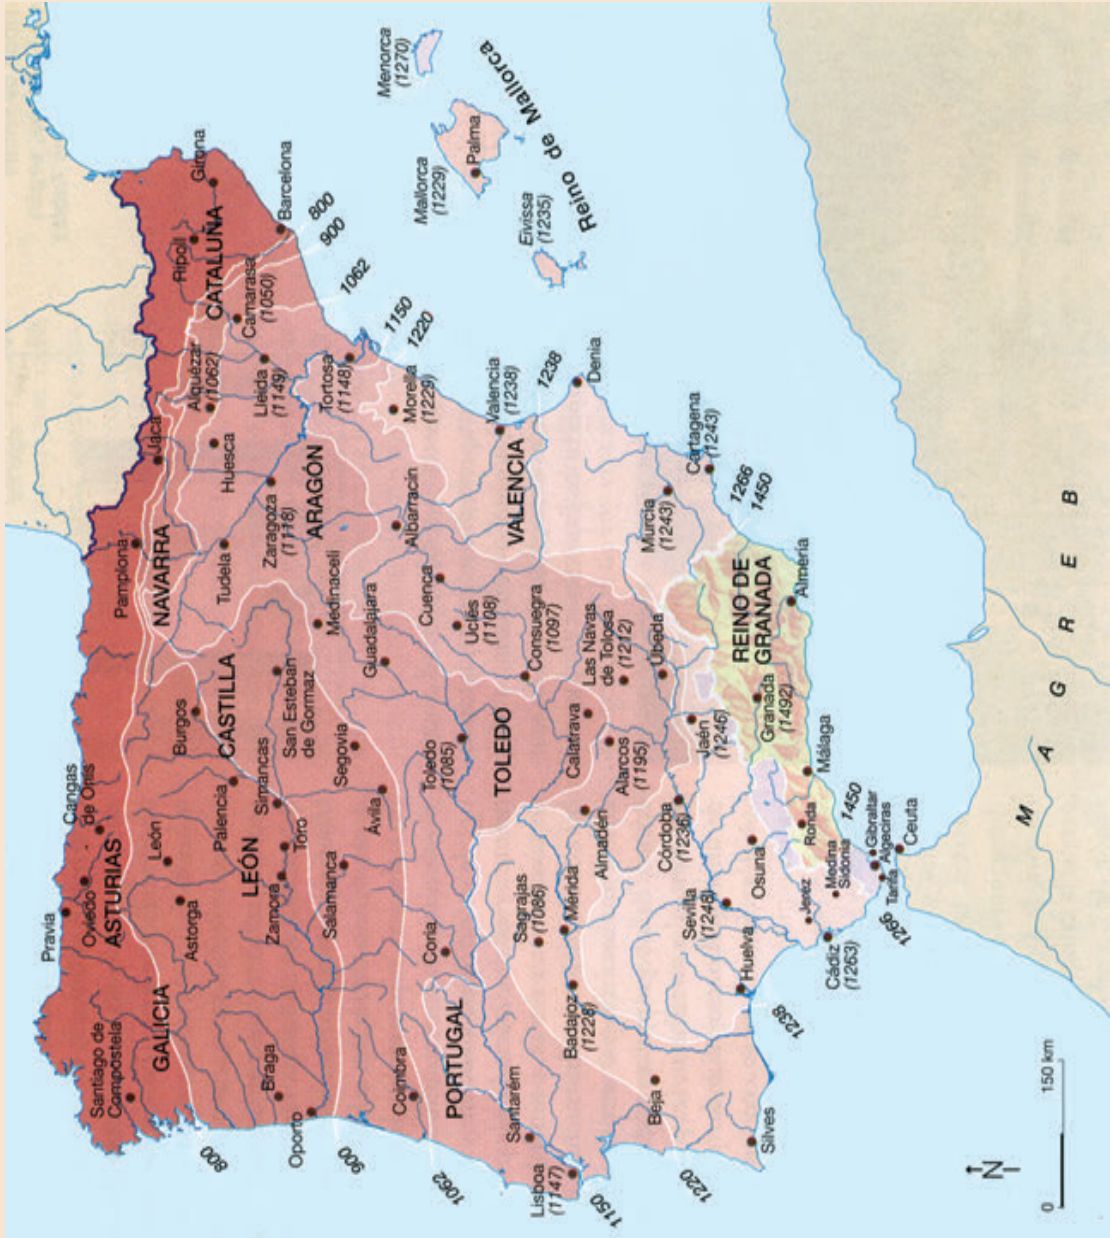 Pravia
Cangas
de Onís
Oviedo
ASTURIAS
Santiago de
Compostela
GALICIA
León
Astorga
Burgos
Palencia
CASTILLA
LEÓN
Simancas
San Esteban
de Gormaz
Toro
Zamora
Braga
Oporto
Salamanca
Segovia
Ávila
Coimbra
Coria
PORTUGAL
Santarém
Lisboa
(1147)
Pamplona
NAVARRA
Tudela
Jaca
Huesca
Alquézar
(1062)
Ripoll
Girona
CATALUÑA
Camarasa
(1050)
Barcelona
Lleida
(1149)
Tortosa
(1148)
Zaragoza
(1118)
ARAGÓN
Medinaceli
Guadalajara
Morella
(1229)
Albarracín
Cuenca
Uclés
(1108)
Valencia
(1238)
VALENCIA
Denia
Toledo
(1085)
TOLEDO
Consuegra
(1097)
Las Navas
de Tolosa
(1212)
Calatrava
Alarcos
(1195)
Almadén
Sagrajas
(1086)
Mérida
Badajoz
(1228)
Beja
Silves
Úbeda
Murcia
(1243)
Cartagena
(1243)
Jaén
(1246)
Córdoba
(1236)
Sevilla
(1248)
Huelva
Osuna
REINO DE
GRANADA
Granada
(1492)
Almería
Málaga
Ronda
Jerez
Medina
Sidonia
Cádiz
(1263)
Gibraltar
Algeciras
Tarifa
Ceuta
Menorca
(1270)
Mallorca
(1229)
Palma
Eivissa
(1235)
Reino de Mallorca
800
900
1062
1150
1220
1238
1266
1450
800
900
1062
1150
1220
1238
1266
1450
MAGREB
N
0
150 km